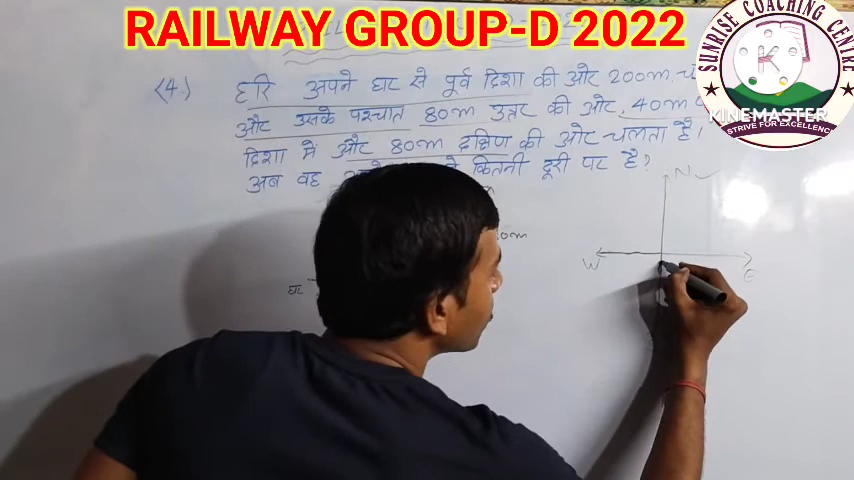 RAILWAY GROUP-D 2022
SUNRISE COACHING CENTRE
K
KINEMASTER
STRIVE FOR EXCELLENCE
(4.) हरि अपने घर से पूर्व दिशा की ओर 200m
और उसके पश्चात 80m उत्तर की ओर, 40m
दिशा में और 80m दक्षिण की ओर चलता है।
अब वह कितनी दूरी पर है?
N
W
E
घर